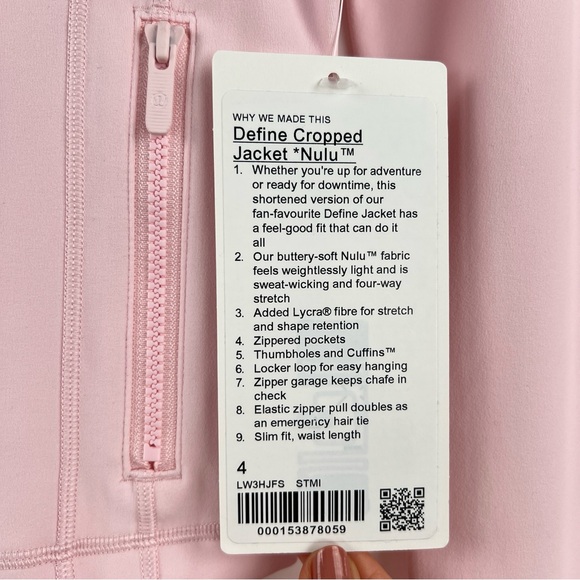 WHY WE MADE THIS
Define Cropped
Jacket *Nulu™
1. Whether you're up for adventure
or ready for downtime, this
shortened version of our
fan-favourite Define Jacket has
a feel-good fit that can do it
all
2. Our buttery-soft Nulu™ fabric
feels weightlessly light and is
sweat-wicking and four-way
stretch
3. Added Lycra® fibre for stretch
and shape retention
4. Zippered pockets
5. Thumbholes and Cuffins™
6. Locker loop for easy hanging
7. Zipper garage keeps chafe in
check
8. Elastic zipper pull doubles as
an emergency hair tie
9. Slim fit, waist length
4
LW3HJFS STMI
000153878059